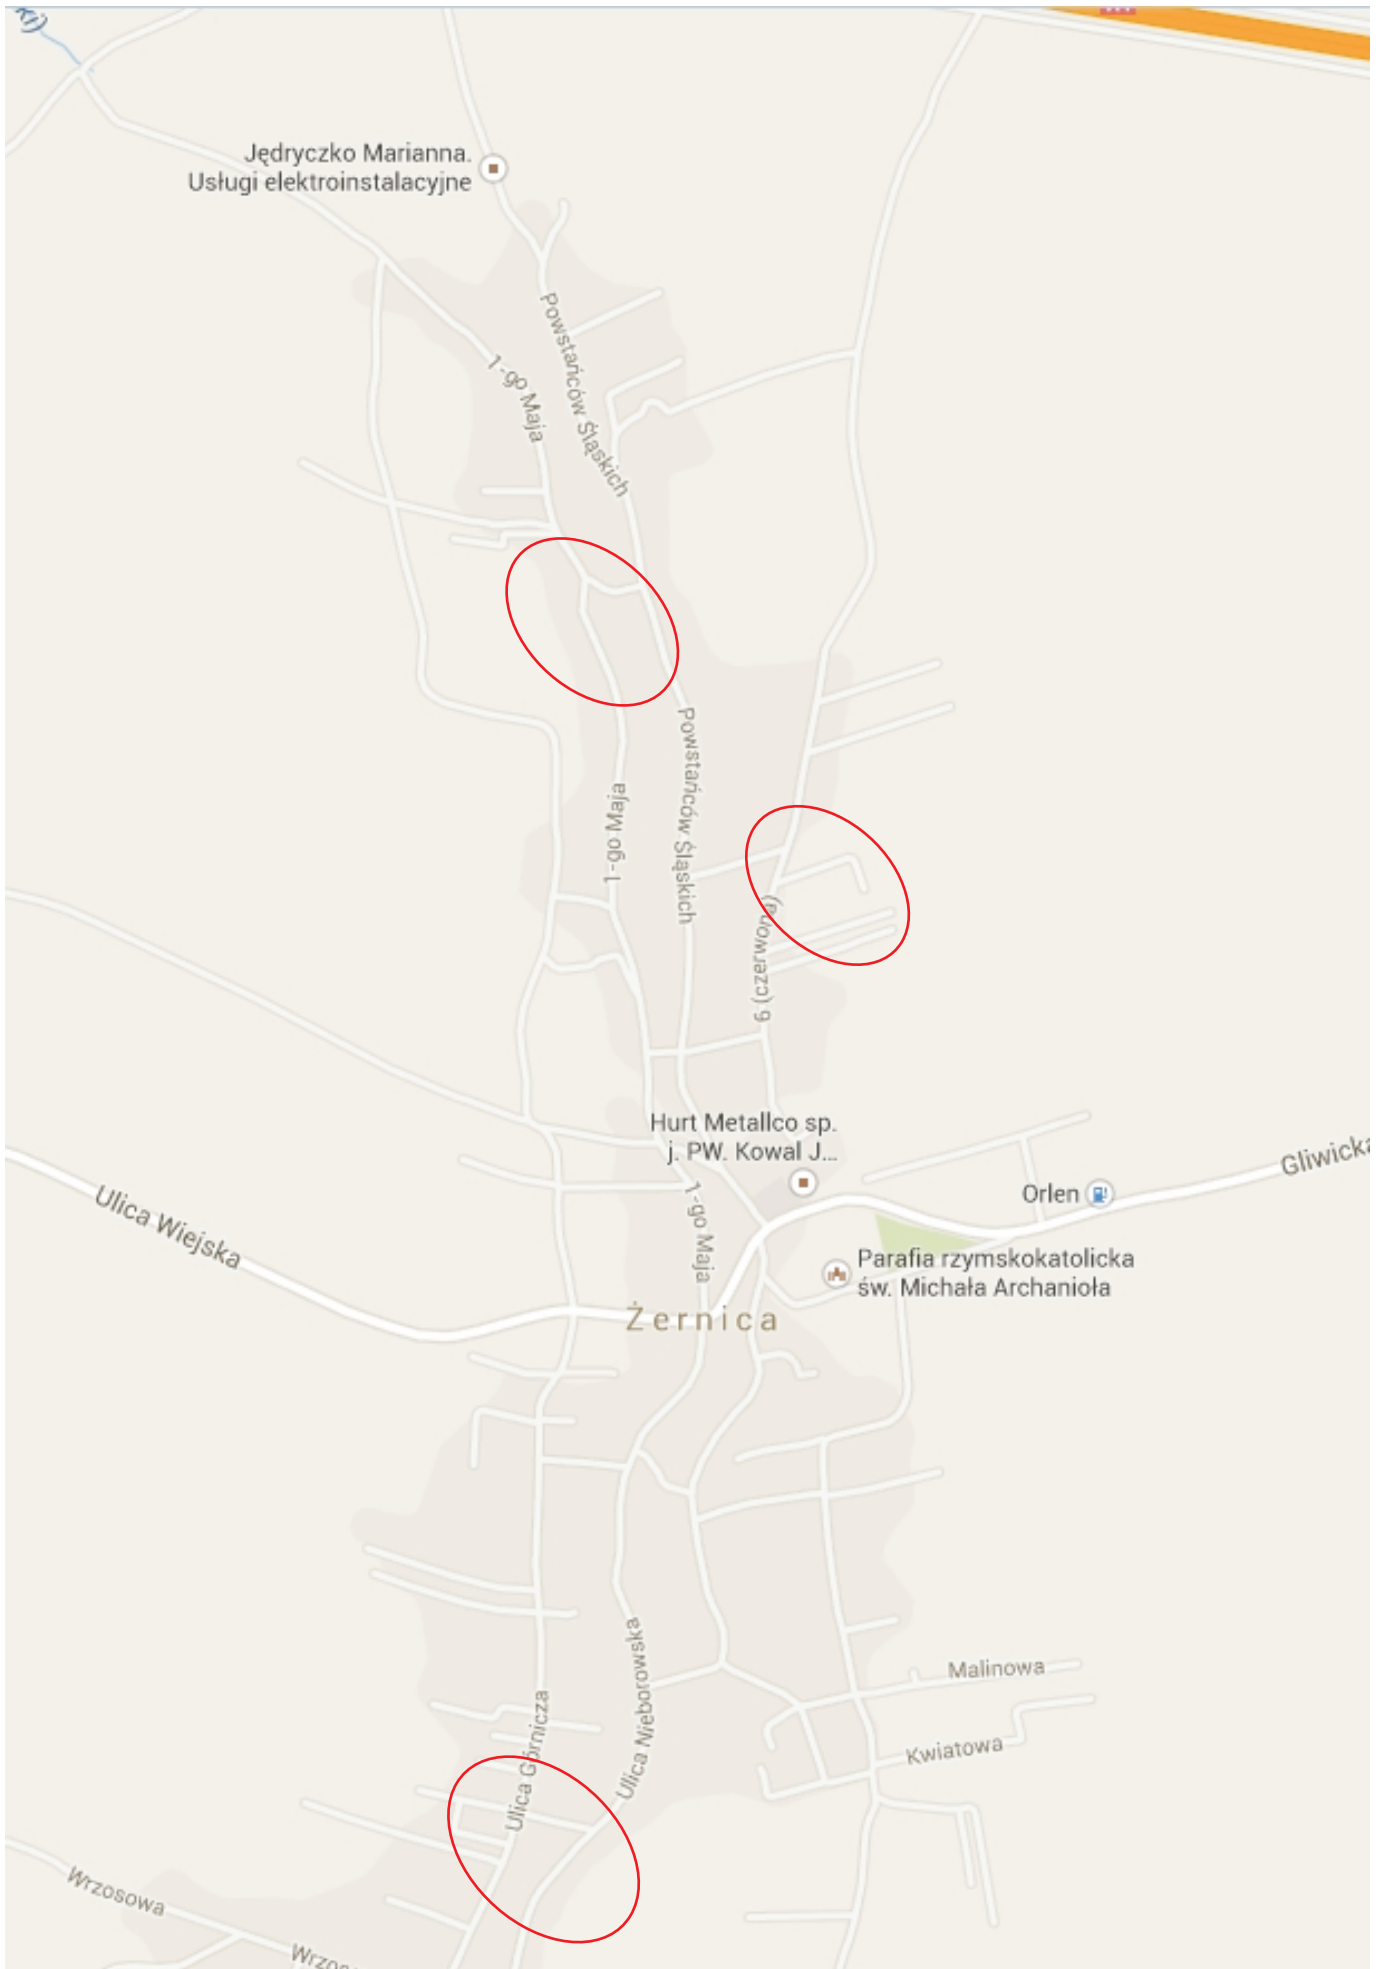 ki)
Jędryczko Marianna.
Usługi elektroinstalacyjne
Powstańców Śląskich
1-go Maja
Powstańców Śląskich
1-go Maja
9 (czerwona)
Hurt Metallco sp.
j. PW. Kowal J...
Gliwicka
Orlen
Ulica Wiejska
1-go Maja
Parafia rzymskokatolicka
św. Michała Archanioła
Żernica
Ulica Nieborowska
Malinowa
Ulica Górnicza
Kwiatowa
Wrzosowa